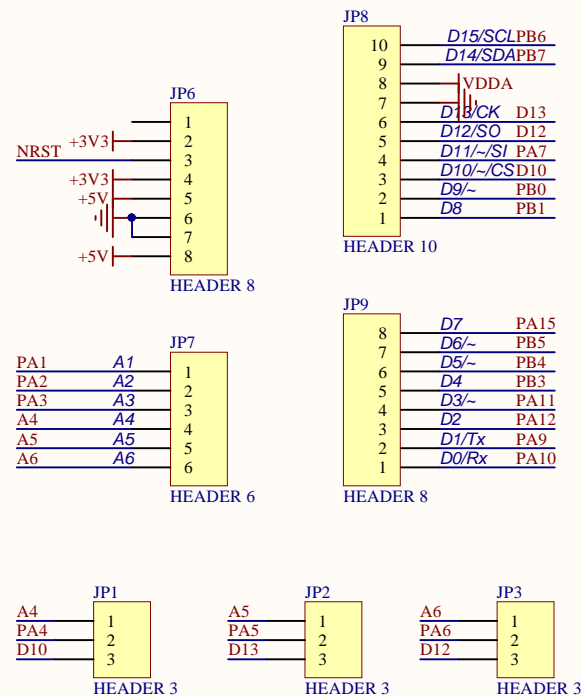 JP6
1
+3V3 2
NRST 3
+3V3 4
+5V 5
6
7
+5V 8
HEADER 8
JP8
10 D15/SCL PB6
9 D14/SDA PB7
8 VDDA
7
6 D13/CK D13
5 D12/SO D12
4 D11/~/SI PA7
3 D10/~/CS D10
2 D9/~ PB0
1 D8 PB1
HEADER 10
JP7
PA1 A1 1
PA2 A2 2
PA3 A3 3
A4 A4 4
A5 A5 5
A6 A6 6
HEADER 6
JP9
8 D7 PA15
7 D6/~ PB5
6 D5/~ PB4
5 D4 PB3
4 D3/~ PA11
3 D2 PA12
2 D1/Tx PA9
1 D0/Rx PA10
HEADER 8
JP1
A4 1
PA4 2
D10 3
HEADER 3
JP2
A5 1
PA5 2
D13 3
HEADER 3
JP3
A6 1
PA6 2
D12 3
HEADER 3